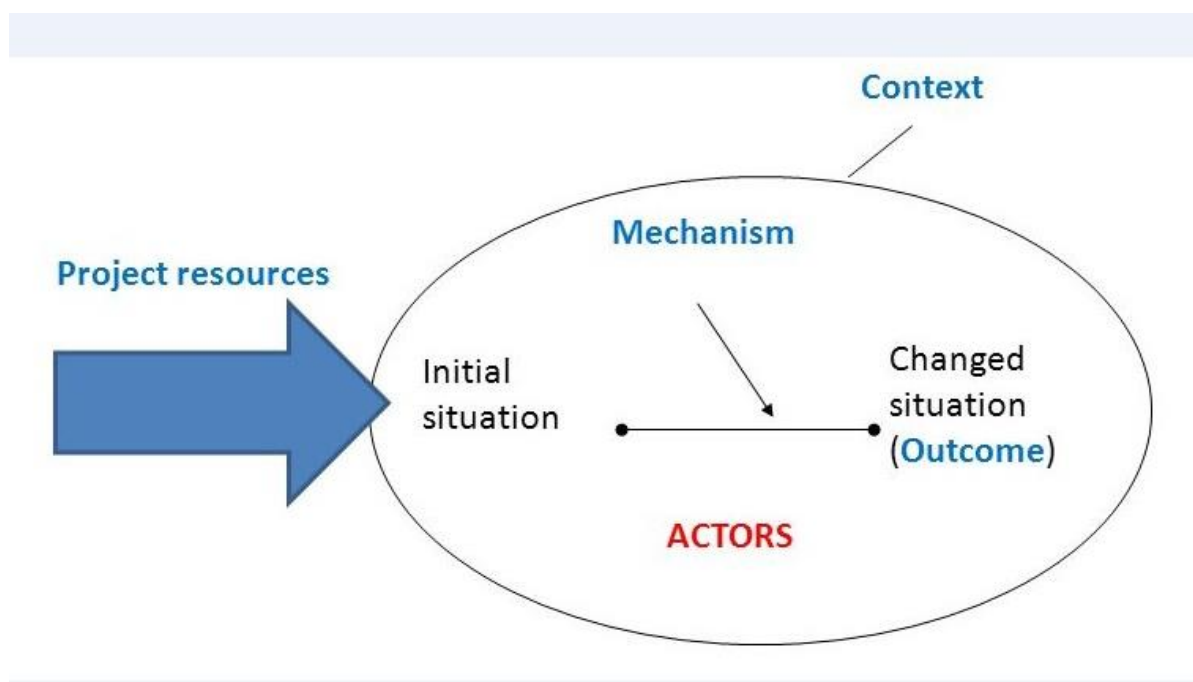 Context
Mechanism
Project resources
Initial
situation
Changed
situation
(Outcome)
ACTORS